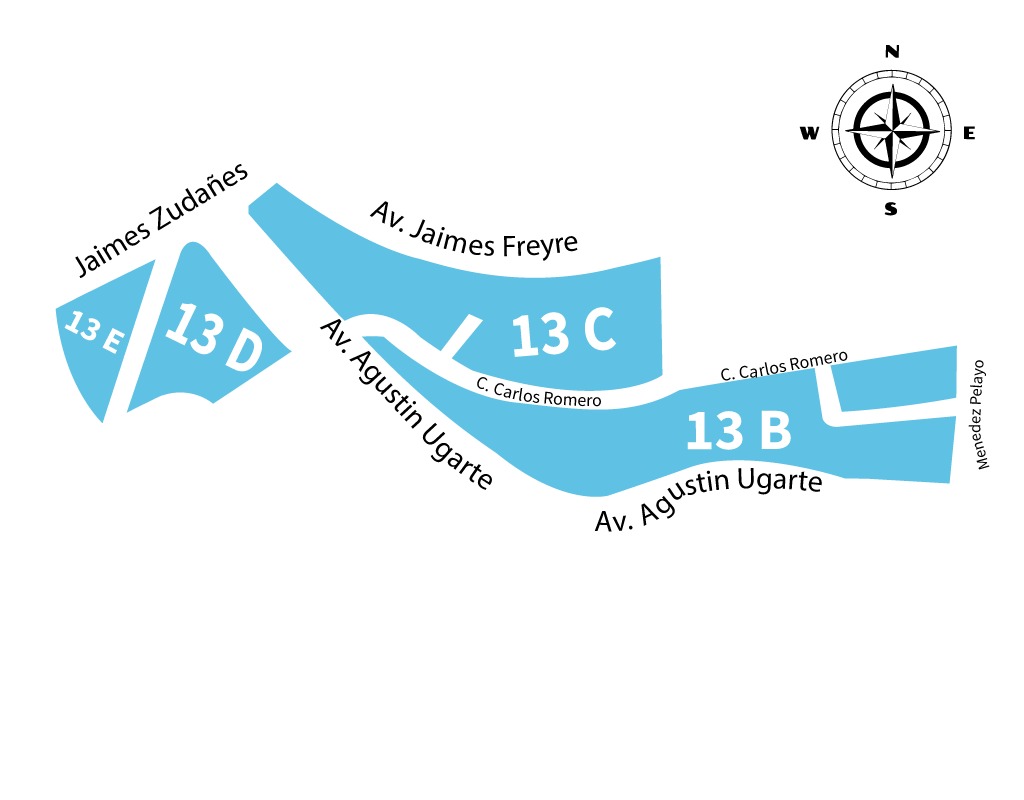 N
W
E
S
Jaimes Zudañes
Av. Jaimes Freyre
13 E
13 D
13 C
Av. Agustin Ugarte
C. Carlos Romero
C. Carlos Romero
13 B
Menedez Pelayo
Av. Agustin Ugarte